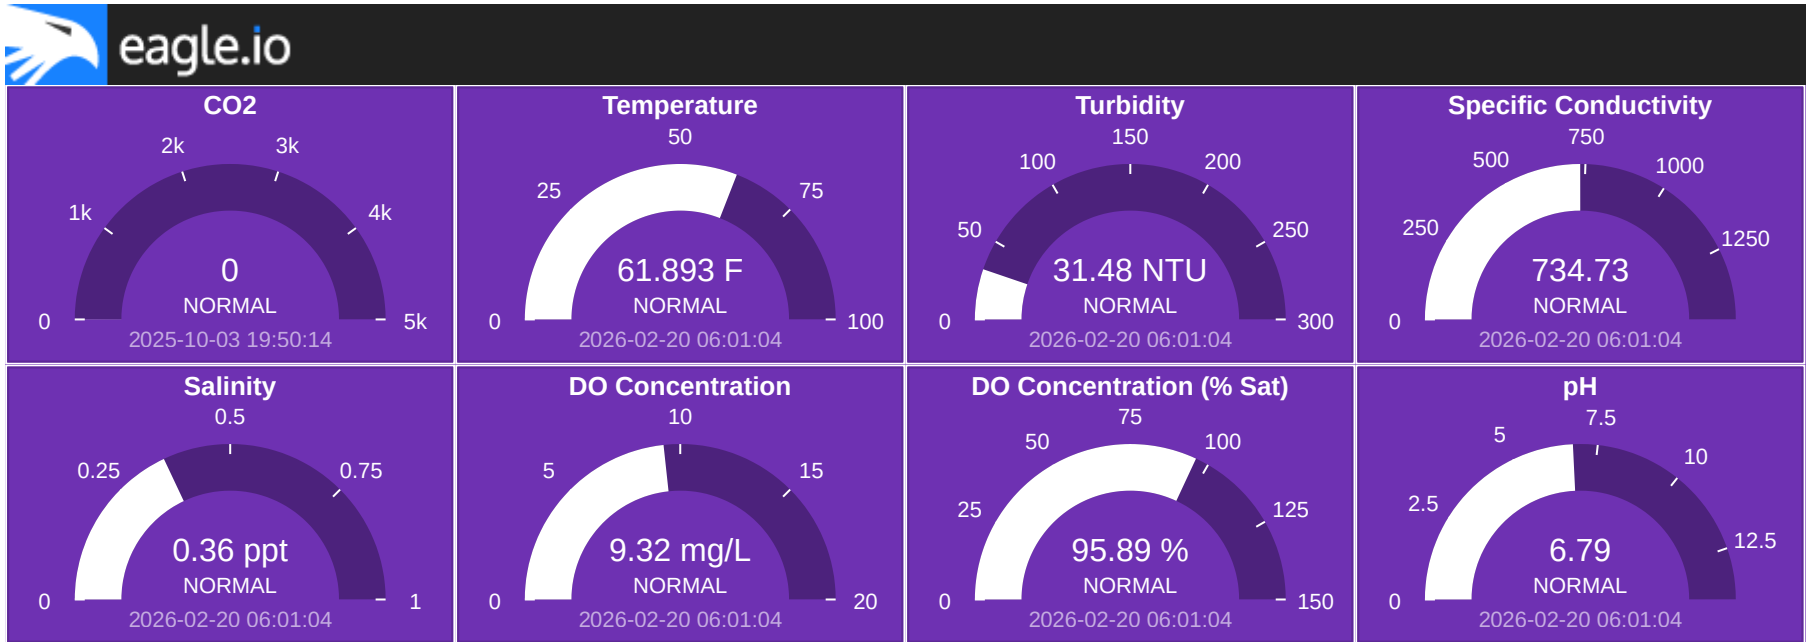 eagle.io
CO2
0
1k
2k
3k
4k
5k
0
NORMAL
2025-10-03 19:50:14
Temperature
0
25
50
75
100
61.893 F
NORMAL
2026-02-20 06:01:04
Turbidity
0
50
100
150
200
250
300
31.48 NTU
NORMAL
2026-02-20 06:01:04
Specific Conductivity
0
250
500
750
1000
1250
734.73
NORMAL
2026-02-20 06:01:04
Salinity
0
0.25
0.5
0.75
1
0.36 ppt
NORMAL
2026-02-20 06:01:04
DO Concentration
0
5
10
15
20
9.32 mg/L
NORMAL
2026-02-20 06:01:04
DO Concentration (% Sat)
0
25
50
75
100
125
150
95.89 %
NORMAL
2026-02-20 06:01:04
pH
0
2.5
5
7.5
10
12.5
6.79
NORMAL
2026-02-20 06:01:04